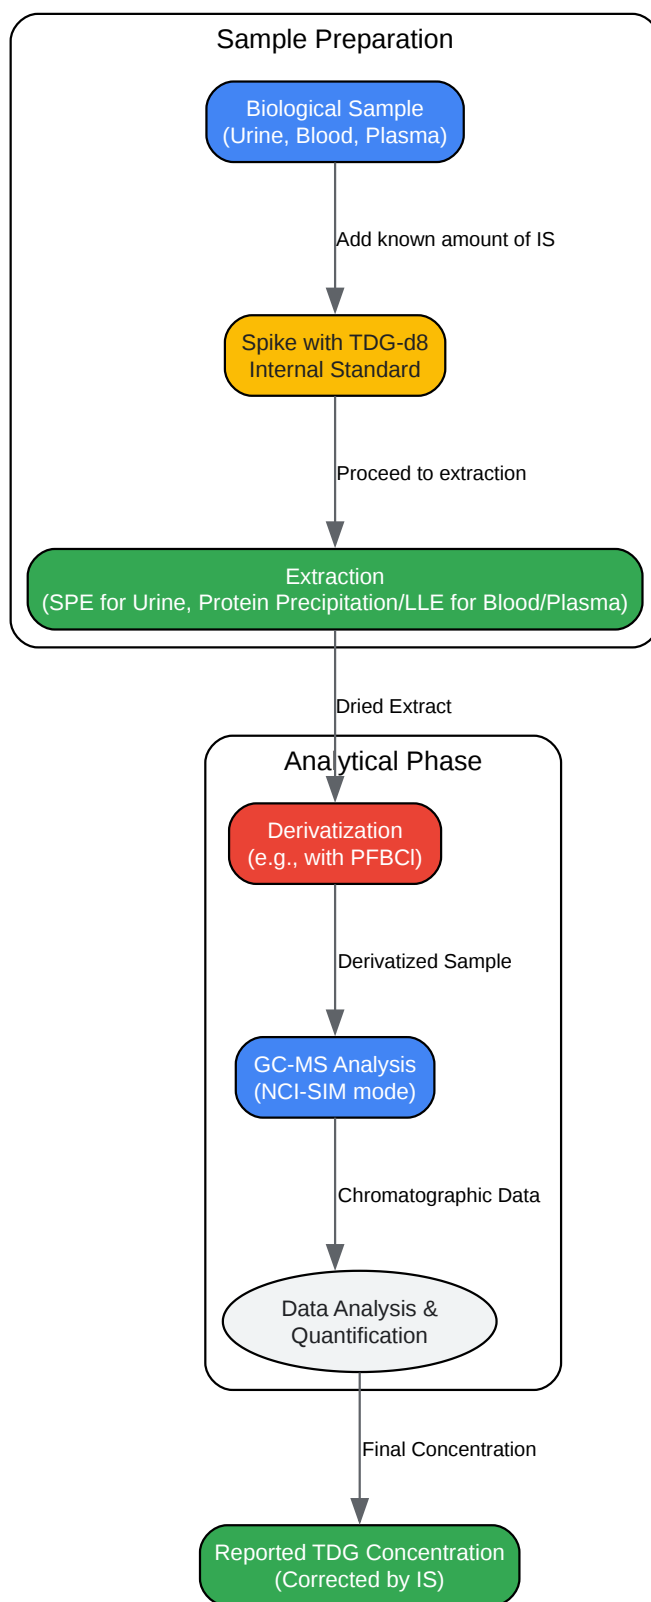 Sample Preparation
Biological Sample
(Urine, Blood, Plasma)
Add known amount of IS
Spike with TDG-d8
Internal Standard
Proceed to extraction
Extraction
(SPE for Urine, Protein Precipitation/LLE for Blood/Plasma)
Dried Extract
Analytical Phase
Derivatization
(e.g., with PFBCl)
Derivatized Sample
GC-MS Analysis
(NCI-SIM mode)
Chromatographic Data
Data Analysis &
Quantification
Final Concentration
Reported TDG Concentration
(Corrected by IS)